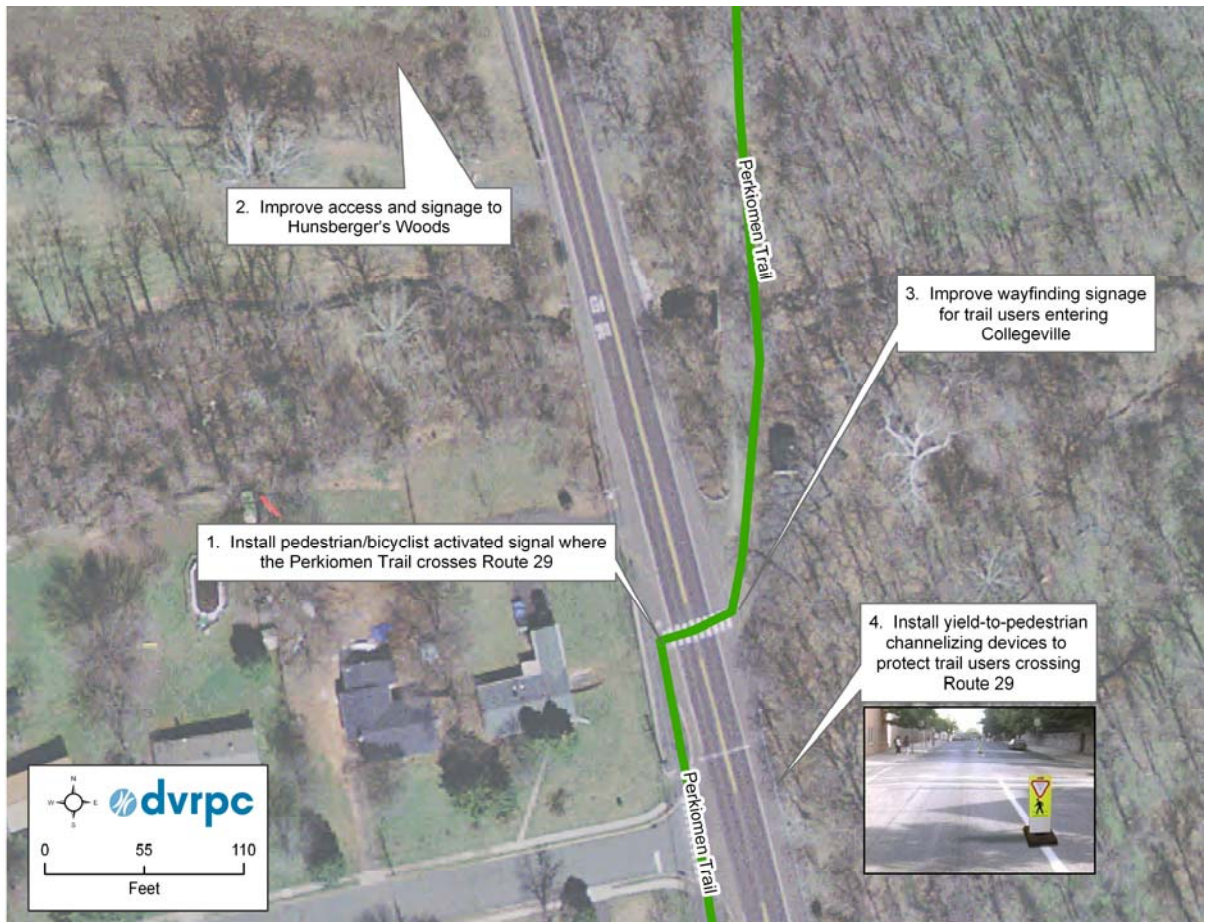 2. Improve access and signage to
Hunsberger's Woods
Perkiomen Trail
3. Improve wayfinding signage
for trail users entering
Collegeville
1. Install pedestrian/bicyclist activated signal where
the Perkiomen Trail crosses Route 29
4. Install yield-to-pedestrian
channelizing devices to
protect trail users crossing
Route 29
Perkiomen Trail
N
W E
S
dvrpc
0 55 110
Feet